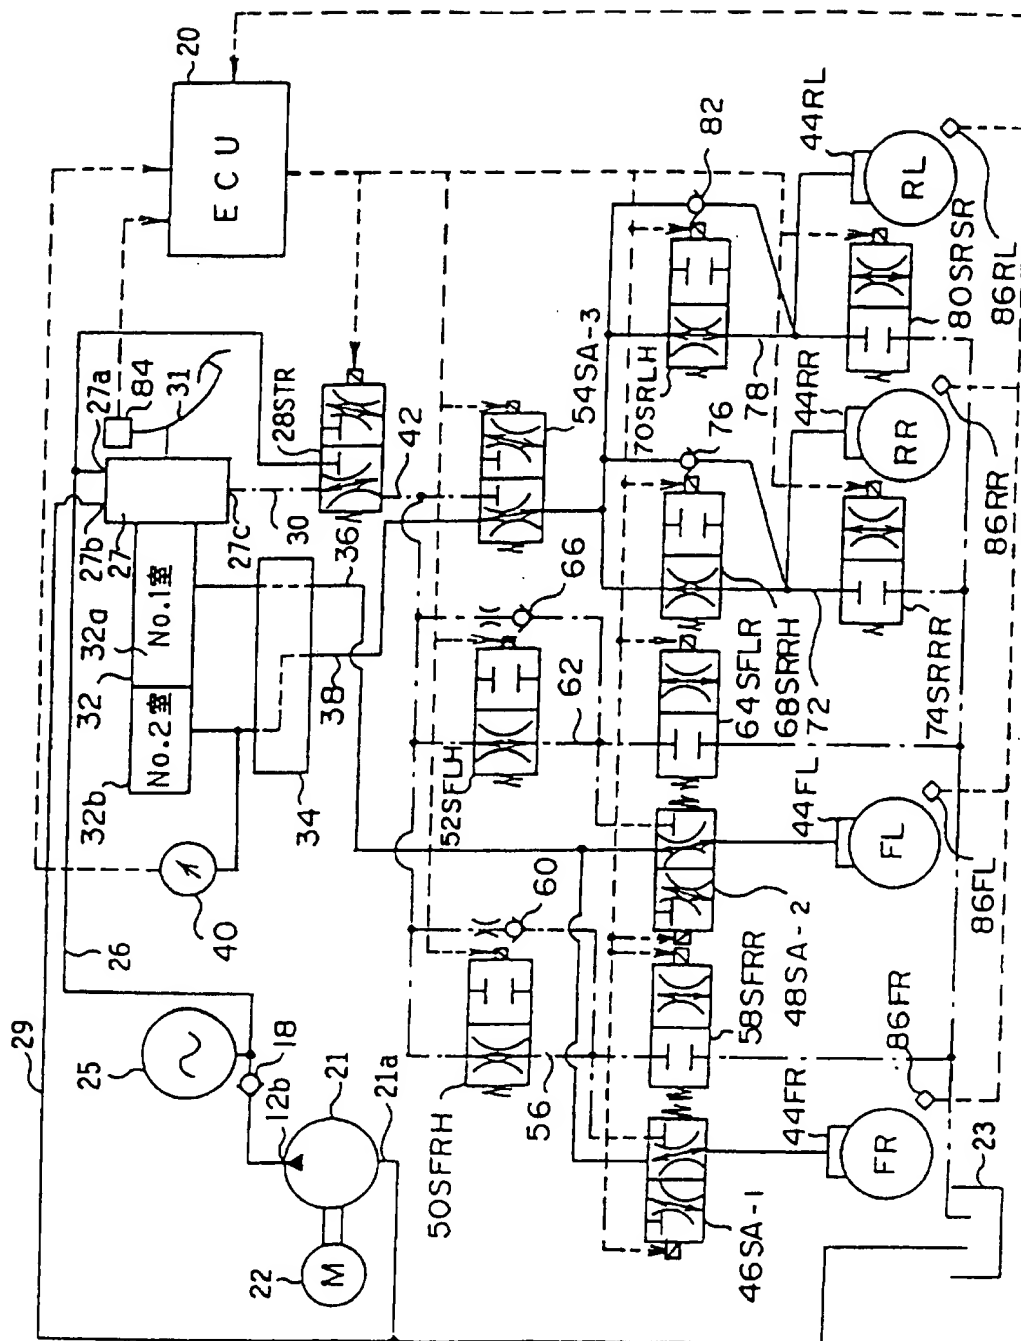 20
ECU
29
26
27b
27a
84
31
27
27c
32
32a
No.1室
32b
No.2室
28STR
42
30
36
38
34
40
25
18
12b
21
21a
22
M
50SFRH
60
52SFLH
66
62
56
54SA-3
82
70SRLH
78
76
44RL
RL
80SRSR
86RL
44RR
RR
86RR
64SFLR
68SRRH
72
74SRRR
44FL
FL
86FL
48SA-2
58SFRR
86FR
44FR
FR
23
46SA-1